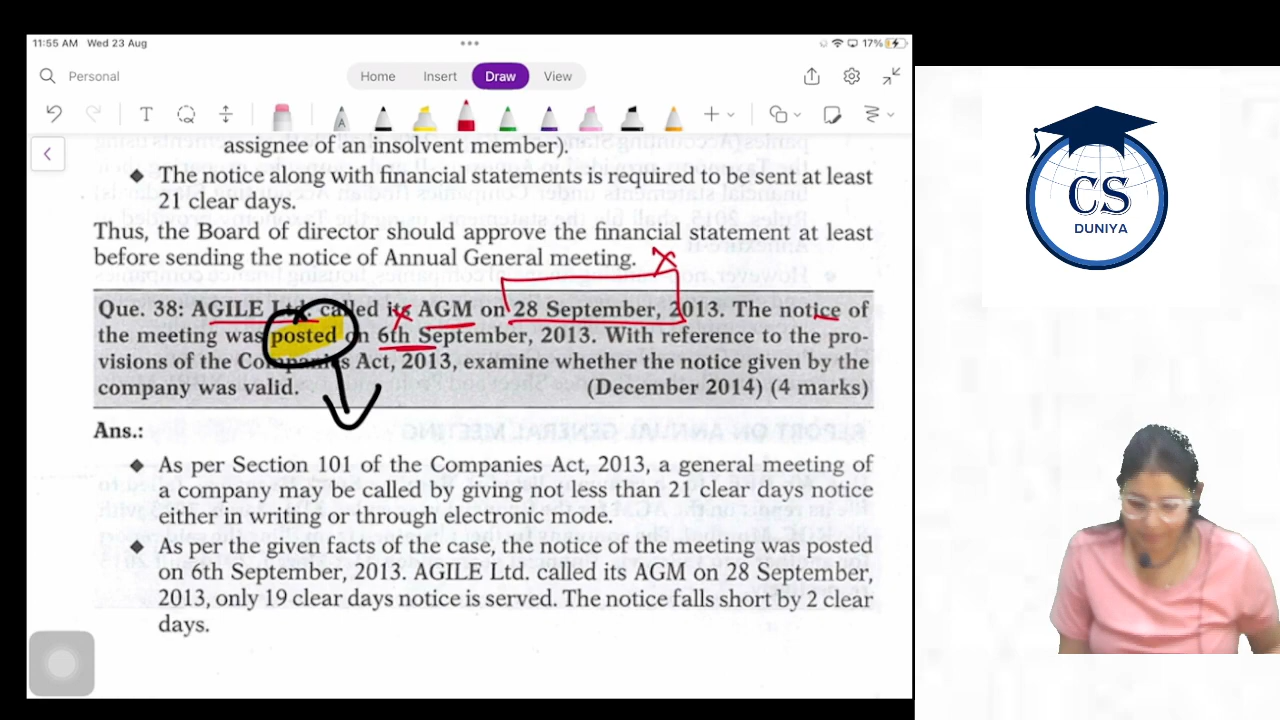 11:55 AM Wed 23 Aug
17%
Personal
Home Insert Draw View
assignee of an insolvent member).
◆ The notice along with financial statements is required to be sent at least
21 clear days.
Thus, the Board of director should approve the financial statement at least
before sending the notice of Annual General meeting.
Que. 38: AGILE Ltd. called its AGM on 28 September, 2013. The notice of
the meeting was posted on 6th September, 2013. With reference to the pro-
visions of the Companies Act, 2013, examine whether the notice given by the
company was valid. (December 2014) (4 marks)
Ans.:
◆ As per Section 101 of the Companies Act, 2013, a general meeting of
a company may be called by giving not less than 21 clear days notice
either in writing or through electronic mode.
◆ As per the given facts of the case, the notice of the meeting was posted
on 6th September, 2013. AGILE Ltd. called its AGM on 28 September,
2013, only 19 clear days notice is served. The notice falls short by 2 clear
days.
CS
DUNIYA